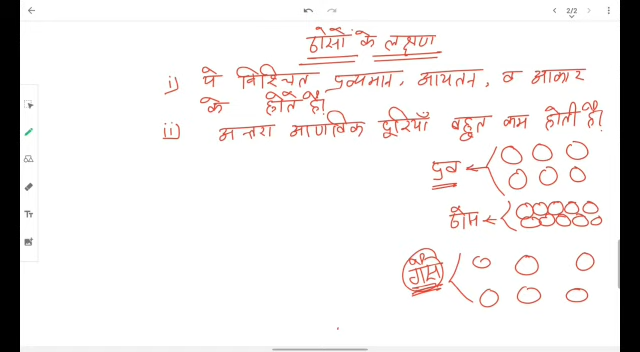 2/2
ठोसों के लक्षण
i) ये निश्चित द्रव्यमान, आयतन, व आकार
के होते है।
ii) अन्तरा आणविक दूरियाँ बहुत कम होती है।
द्रव
ठोस
गैस